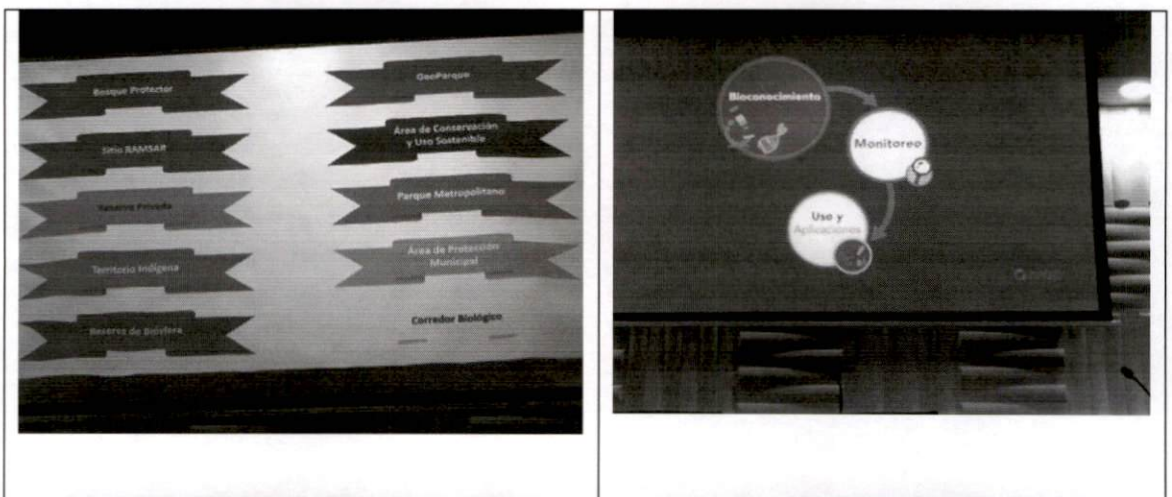 Bosque Protector
Sitio RAMSAR
Reserva Privada
Territorio Indígena
Reserva de Biósfera
GeoParque
Área de Conservación
y Uso Sostenible
Parque Metropolitano
Área de Protección
Municipal
Corredor Biológico
Bioconocimiento
Monitoreo
Uso y
Aplicaciones